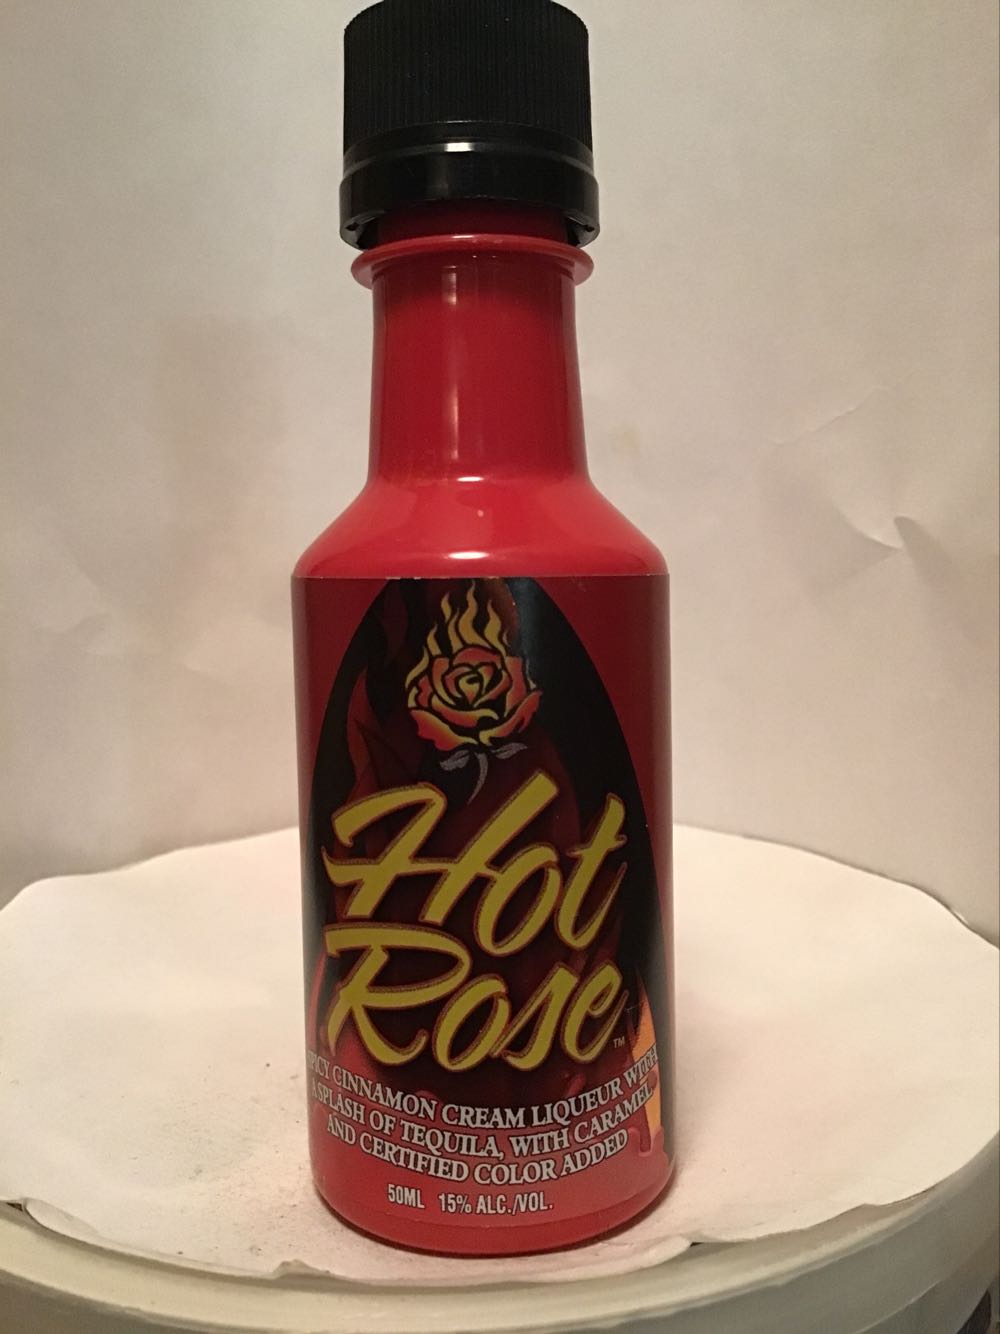 Hot
Rose
TM
SPICY CINNAMON CREAM LIQUEUR WITH
A SPLASH OF TEQUILA, WITH CARAMEL
AND CERTIFIED COLOR ADDED
50ML 15% ALC./VOL.